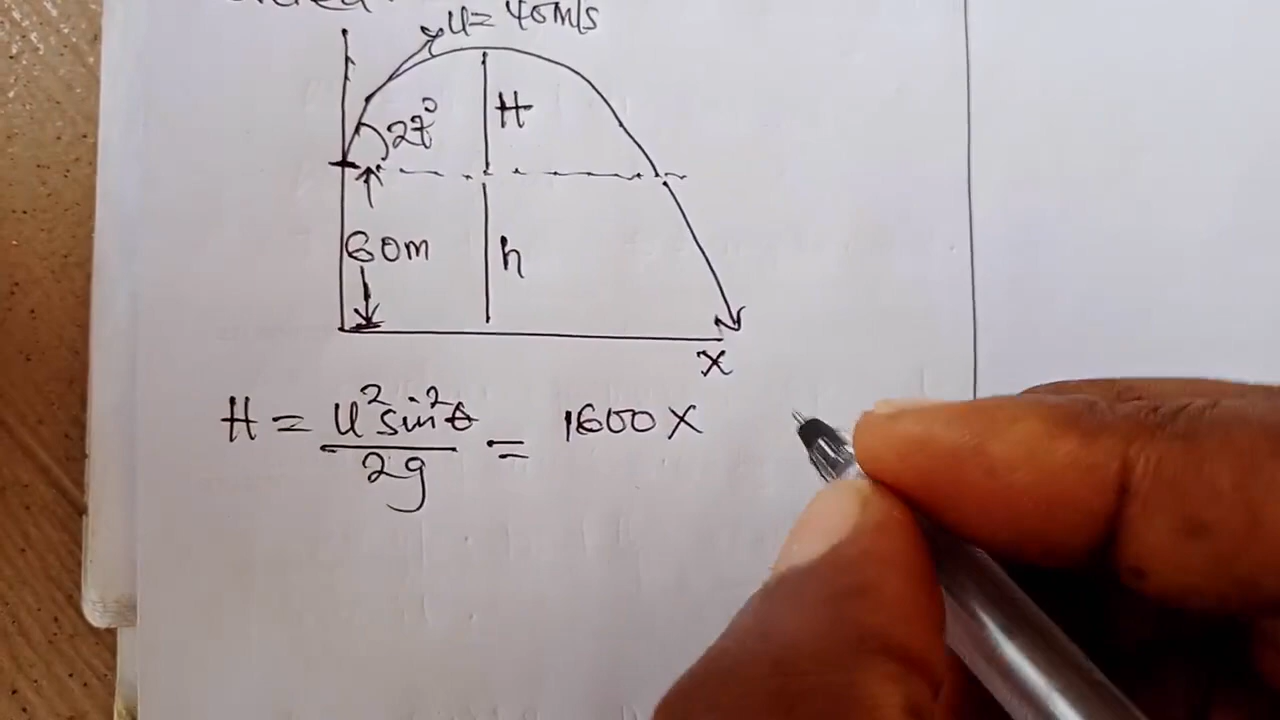 u = 40m/s
H
27°
60m
h
x
H = u²sin²θ / 2g = 1600 x